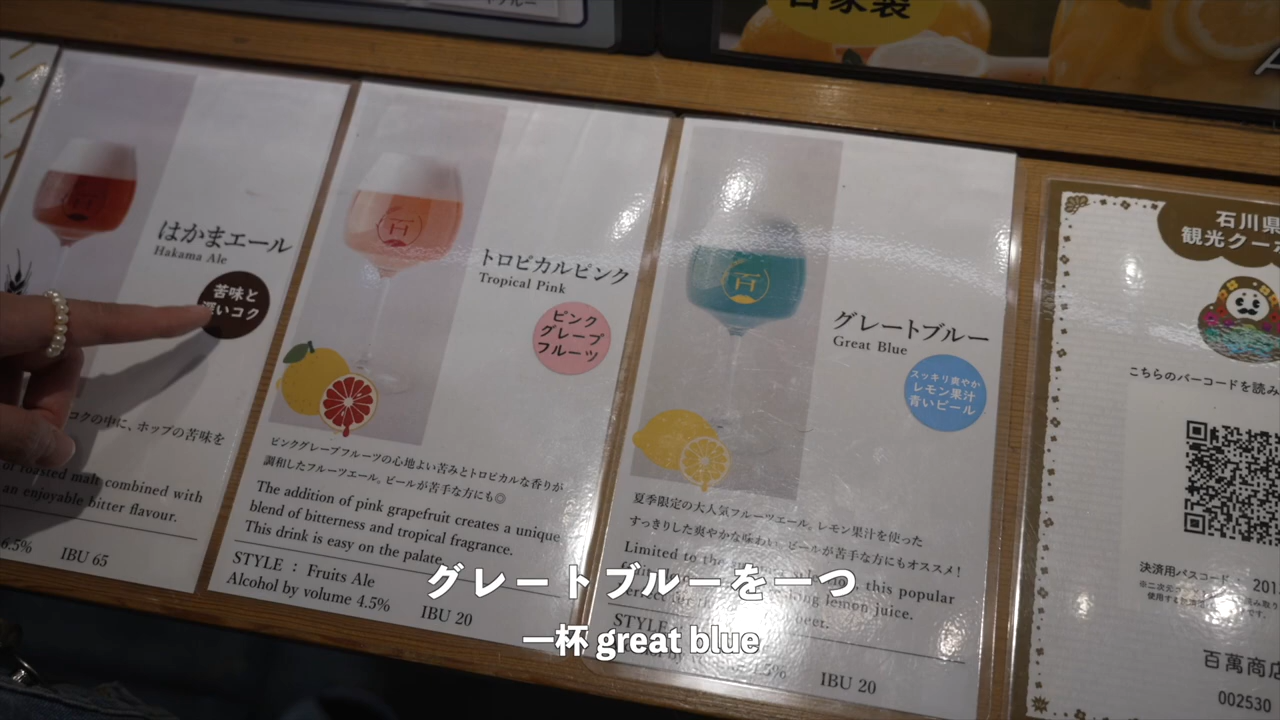 自家製
はかまエール
Hakama Ale
苦味と
深いコク
コクの中に、ホップの苦味を
of roasted malt combined with
an enjoyable bitter flavour.
6.5%
IBU 65
トロピカルピンク
Tropical Pink
ピンク
グレープ
フルーツ
ピンクグレープフルーツの心地よい苦みとトロピカルな香りが
調和したフルーツエール。ビールが苦手な方にも◎
The addition of pink grapefruit creates a unique
blend of bitterness and tropical fragrance.
This drink is easy on the palate.
STYLE : Fruits Ale
Alcohol by volume 4.5%
IBU 20
グレートブルー
Great Blue
スッキリ爽やか
レモン果汁
青いビール
夏季限定の大人気フルーツエール。レモン果汁を使った
すっきりした爽やかな味わい。ビールが苦手な方にもオススメ!
Limited to the
this popular
lemon juice.
beer.
STYLE
IBU 20
石川県
観光クーポ
こちらのバーコードを読み
決済用パスコード
201
百萬商店
002530
グレートブルーを一つ
一杯 great blue